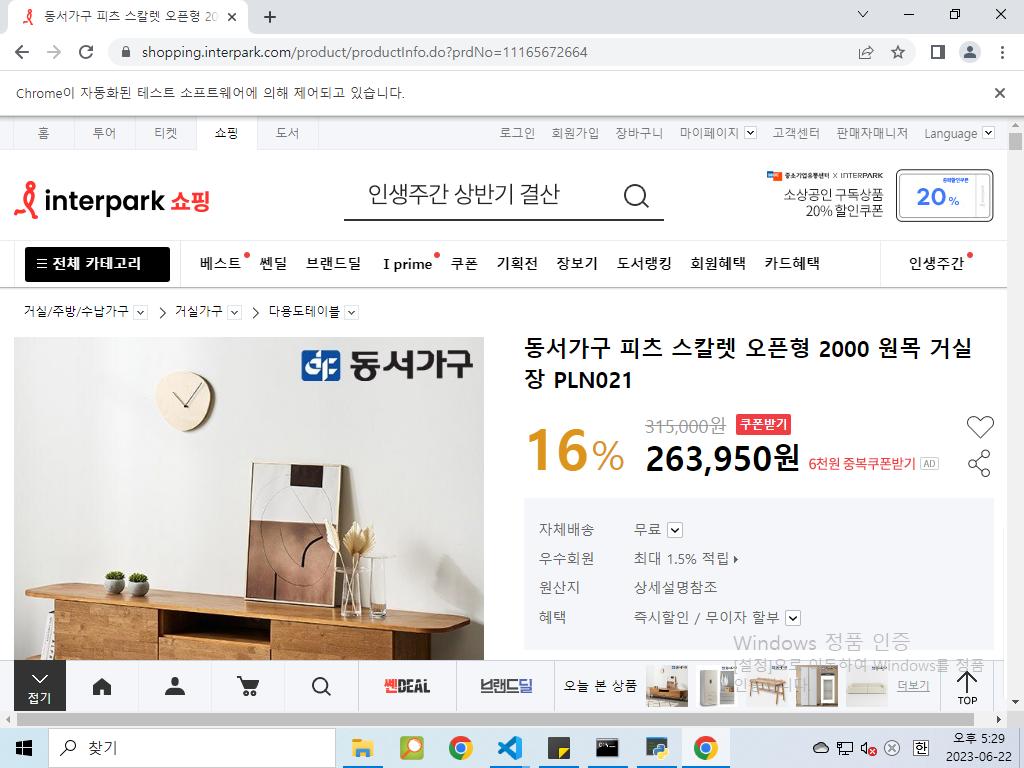 동서가구 피츠 스칼렛 오픈형 20
shopping.interpark.com/product/productInfo.do?prdNo=11165672664
Chrome이 자동화된 테스트 소프트웨어에 의해 제어되고 있습니다.
홈 투어 티켓 쇼핑 도서 로그인 회원가입 장바구니 마이페이지 고객센터 판매자매니저 Language
interpark 쇼핑
인생주간 상반기 결산
중소기업유통센터 X INTERPARK
소상공인 구독상품
20% 할인쿠폰
중복할인쿠폰
20%
전체 카테고리 베스트 쎈딜 브랜드딜 I prime 쿠폰 기획전 장보기 도서랭킹 회원혜택 카드혜택 인생주간
거실/주방/수납가구 > 거실가구 > 다용도테이블
동서가구
동서가구 피츠 스칼렛 오픈형 2000 원목 거실
장 PLN021
16%
315,000원 쿠폰받기
263,950원 6천원 중복쿠폰받기 AD
자체배송 무료
우수회원 최대 1.5% 적립
원산지 상세설명참조
혜택 즉시할인 / 무이자 할부
Windows 정품 인증
[설정]으로 이동하여 Windows를 정품
접기
쎈DEAL
브랜드딜
오늘 본 상품
더보기
TOP
찾기
한
오후 5:29
2023-06-22